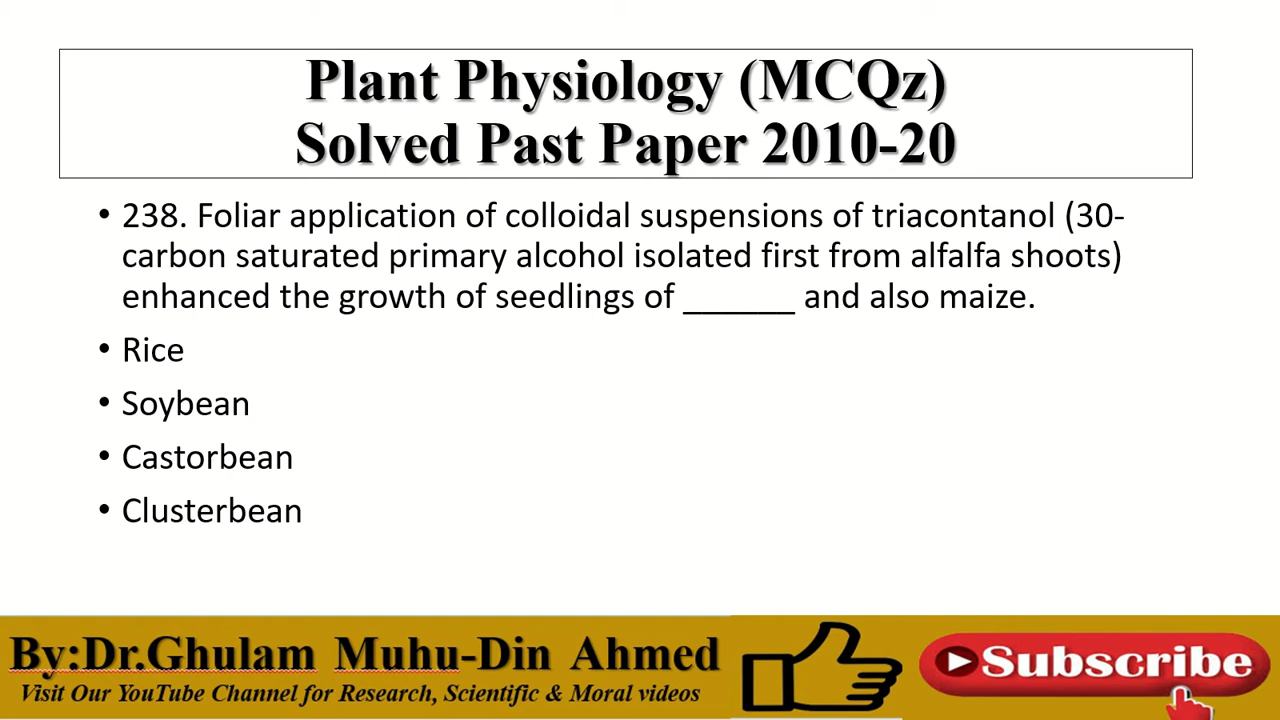 Plant Physiology (MCQz)
Solved Past Paper 2010-20
• 238. Foliar application of colloidal suspensions of triacontanol (30-
carbon saturated primary alcohol isolated first from alfalfa shoots)
enhanced the growth of seedlings of ______ and also maize.
• Rice
• Soybean
• Castorbean
• Clusterbean
By:Dr.Ghulam Muhu-Din Ahmed
Visit Our YouTube Channel for Research, Scientific & Moral videos
Subscribe